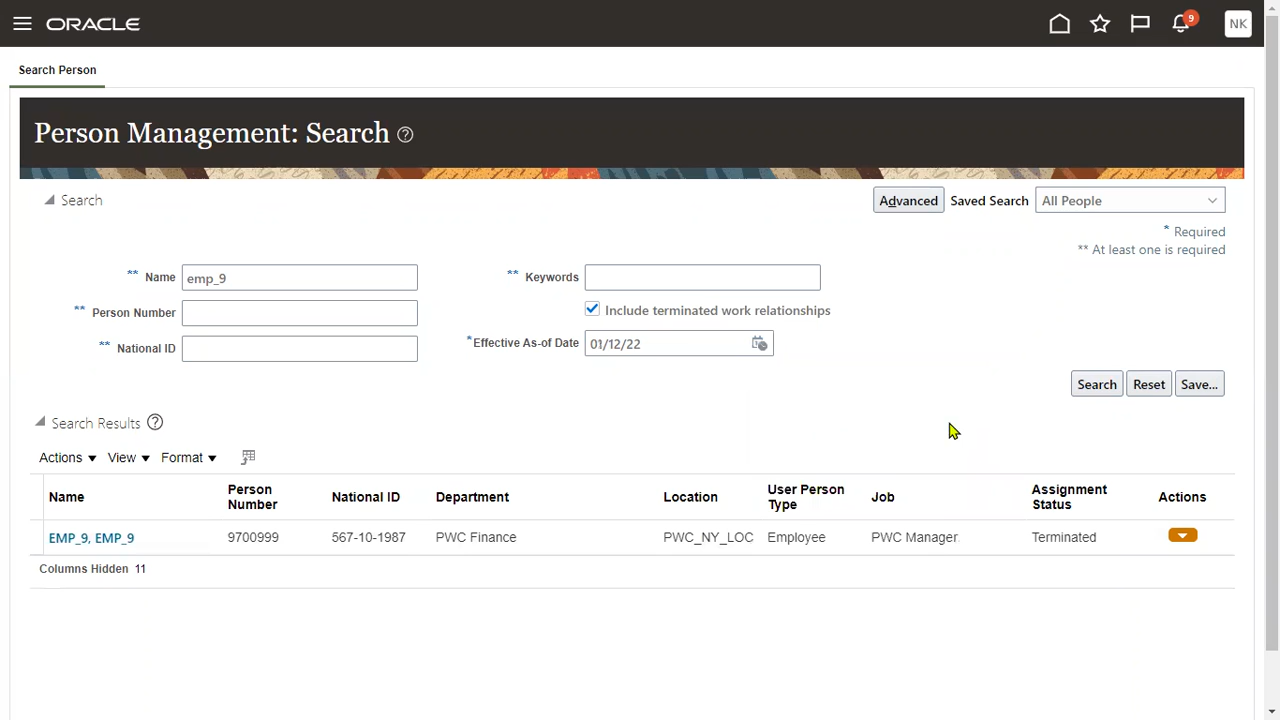 ORACLE
9
NK
Search Person
Person Management: Search
Search
Advanced Saved Search All People
* Required
** At least one is required
** Name emp_9
** Keywords
** Person Number
Include terminated work relationships
** National ID
*Effective As-of Date 01/12/22
Search Reset Save...
Search Results
Actions View Format
Name Person Number National ID Department Location User Person Type Job Assignment Status Actions
EMP_9, EMP_9 9700999 567-10-1987 PWC Finance PWC_NY_LOC Employee PWC Manager Terminated
Columns Hidden 11